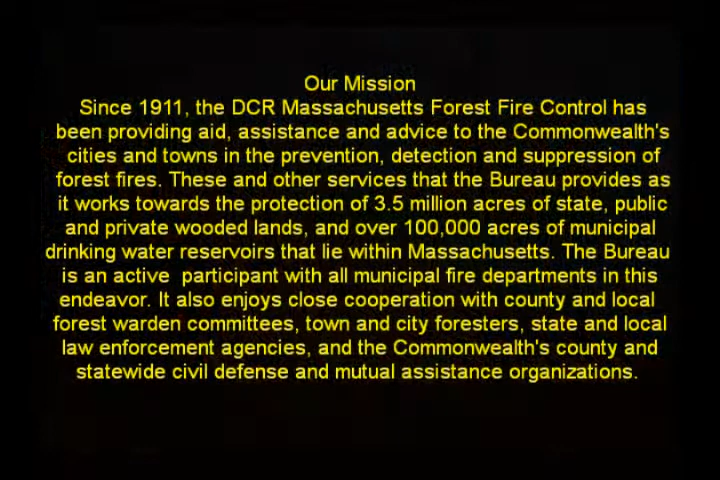 Our Mission
Since 1911, the DCR Massachusetts Forest Fire Control has
been providing aid, assistance and advice to the Commonwealth's
cities and towns in the prevention, detection and suppression of
forest fires. These and other services that the Bureau provides as
it works towards the protection of 3.5 million acres of state, public
and private wooded lands, and over 100,000 acres of municipal
drinking water reservoirs that lie within Massachusetts. The Bureau
is an active  participant with all municipal fire departments in this
endeavor. It also enjoys close cooperation with county and local
forest warden committees, town and city foresters, state and local
law enforcement agencies, and the Commonwealth's county and
statewide civil defense and mutual assistance organizations.